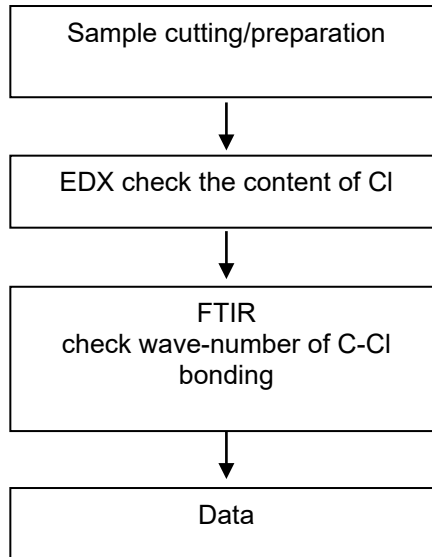 Sample cutting/preparation
EDX check the content of Cl
FTIR
check wave-number of C-Cl
bonding
Data